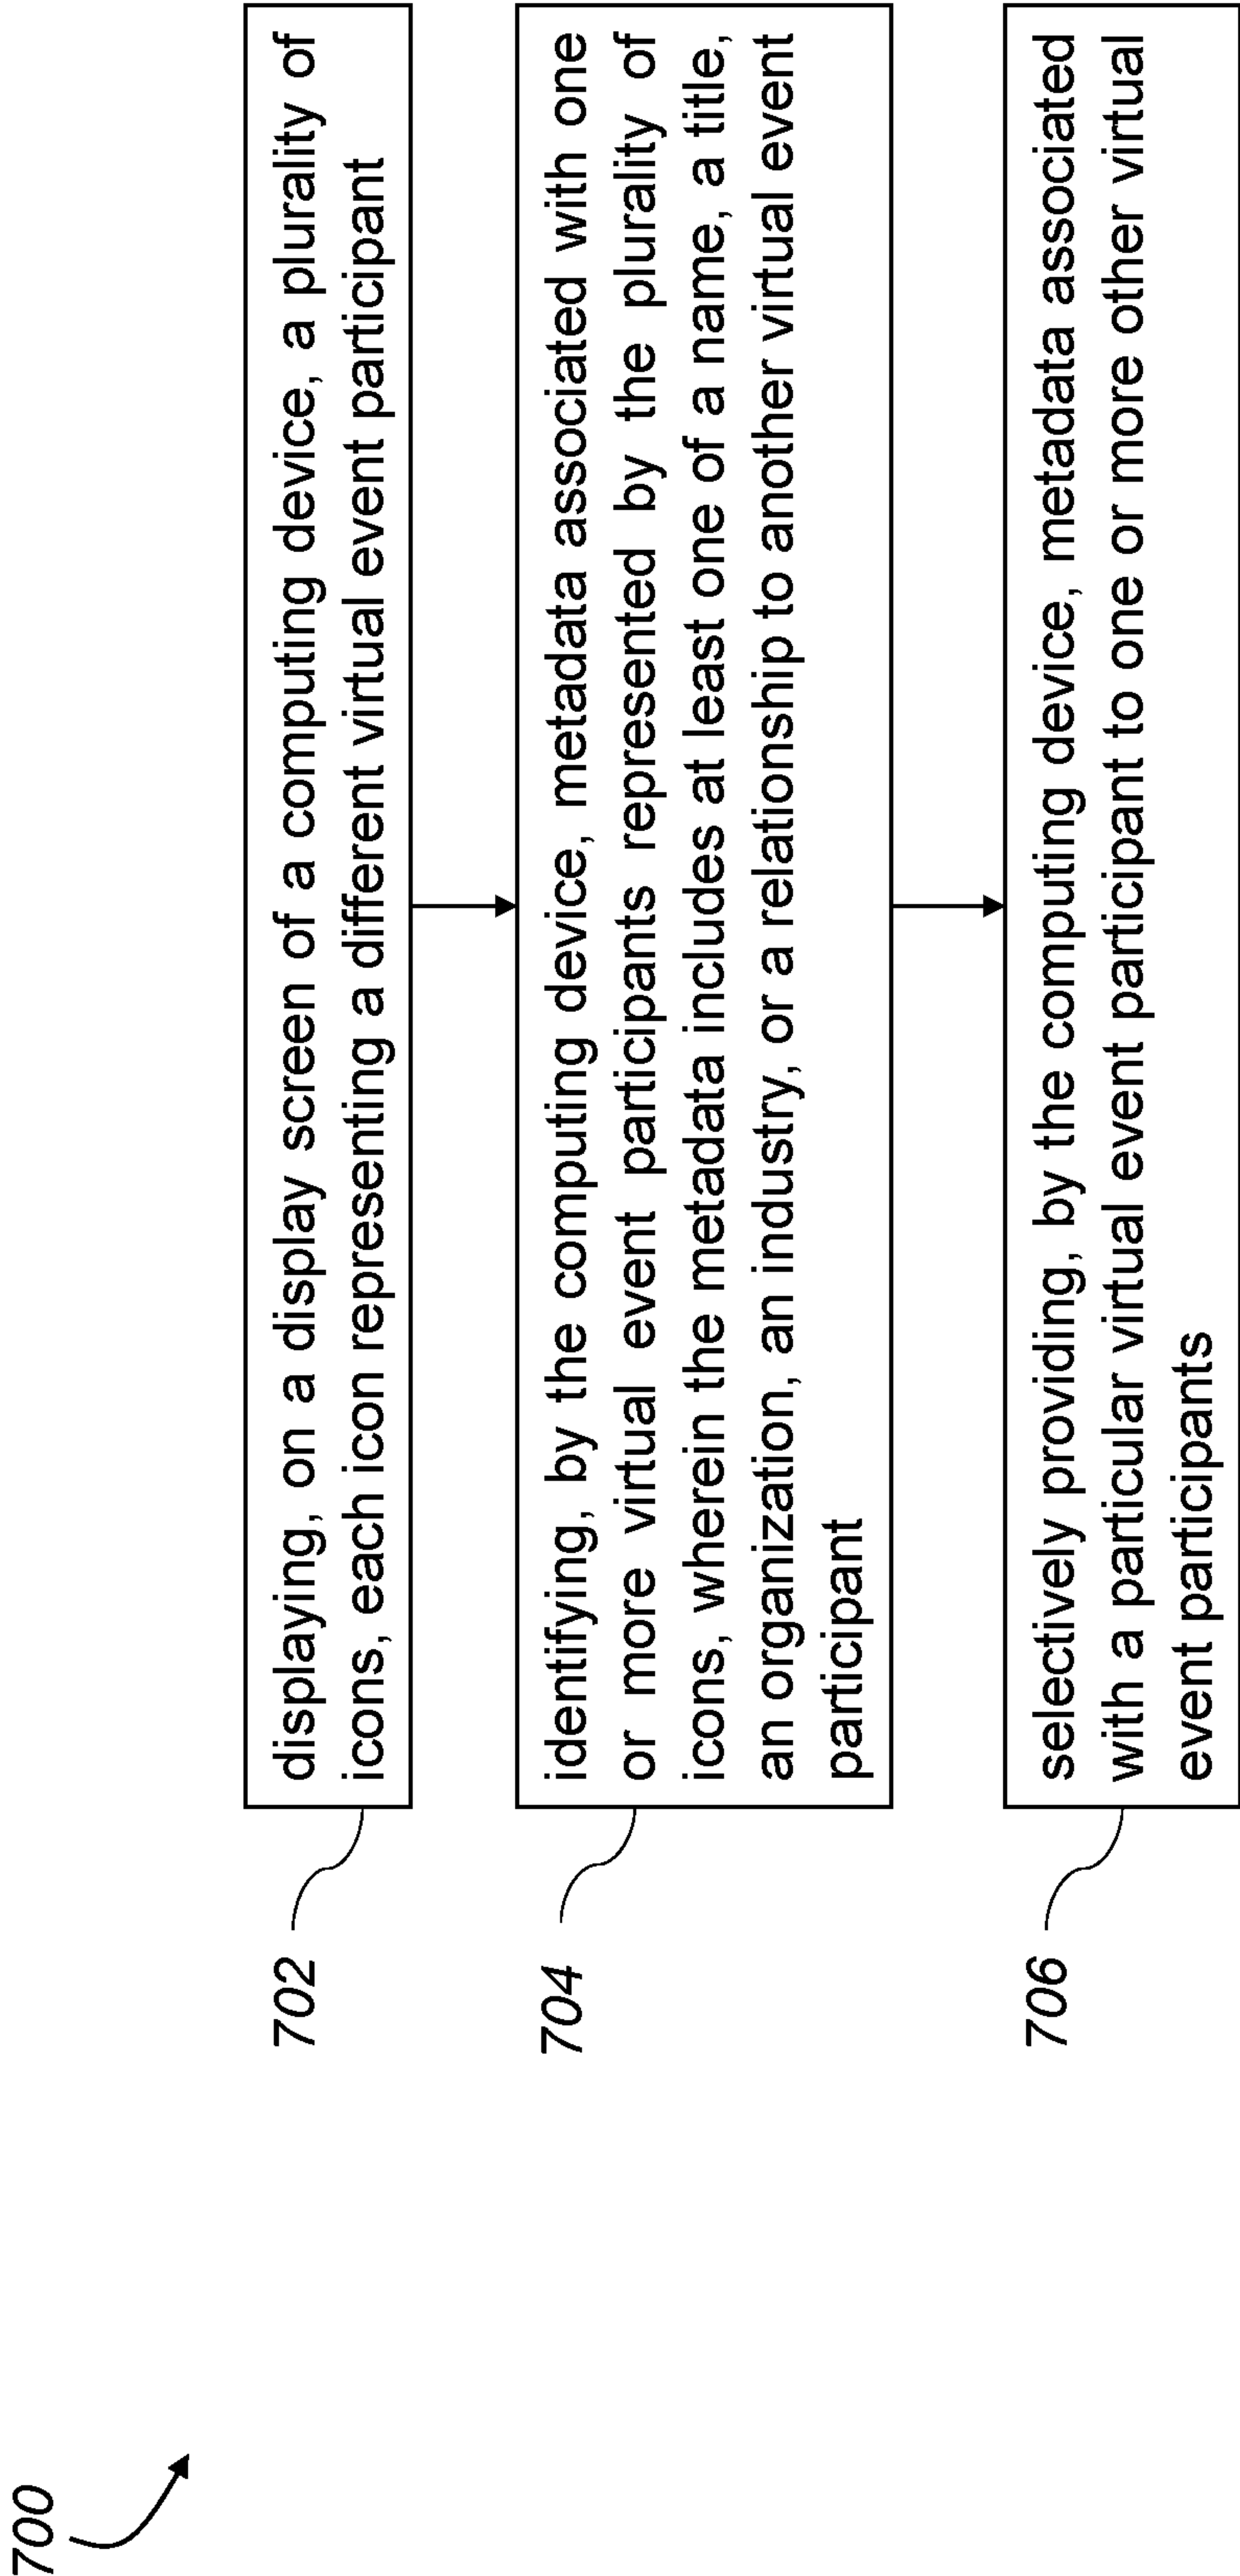 700
702
displaying, on a display screen of a computing device, a plurality of
icons, each icon representing a different virtual event participant
704
identifying, by the computing device, metadata associated with one
or more virtual event participants represented by the plurality of
icons, wherein the metadata includes at least one of a name, a title,
an organization, an industry, or a relationship to another virtual event
participant
706
selectively providing, by the computing device, metadata associated
with a particular virtual event participant to one or more other virtual
event participants